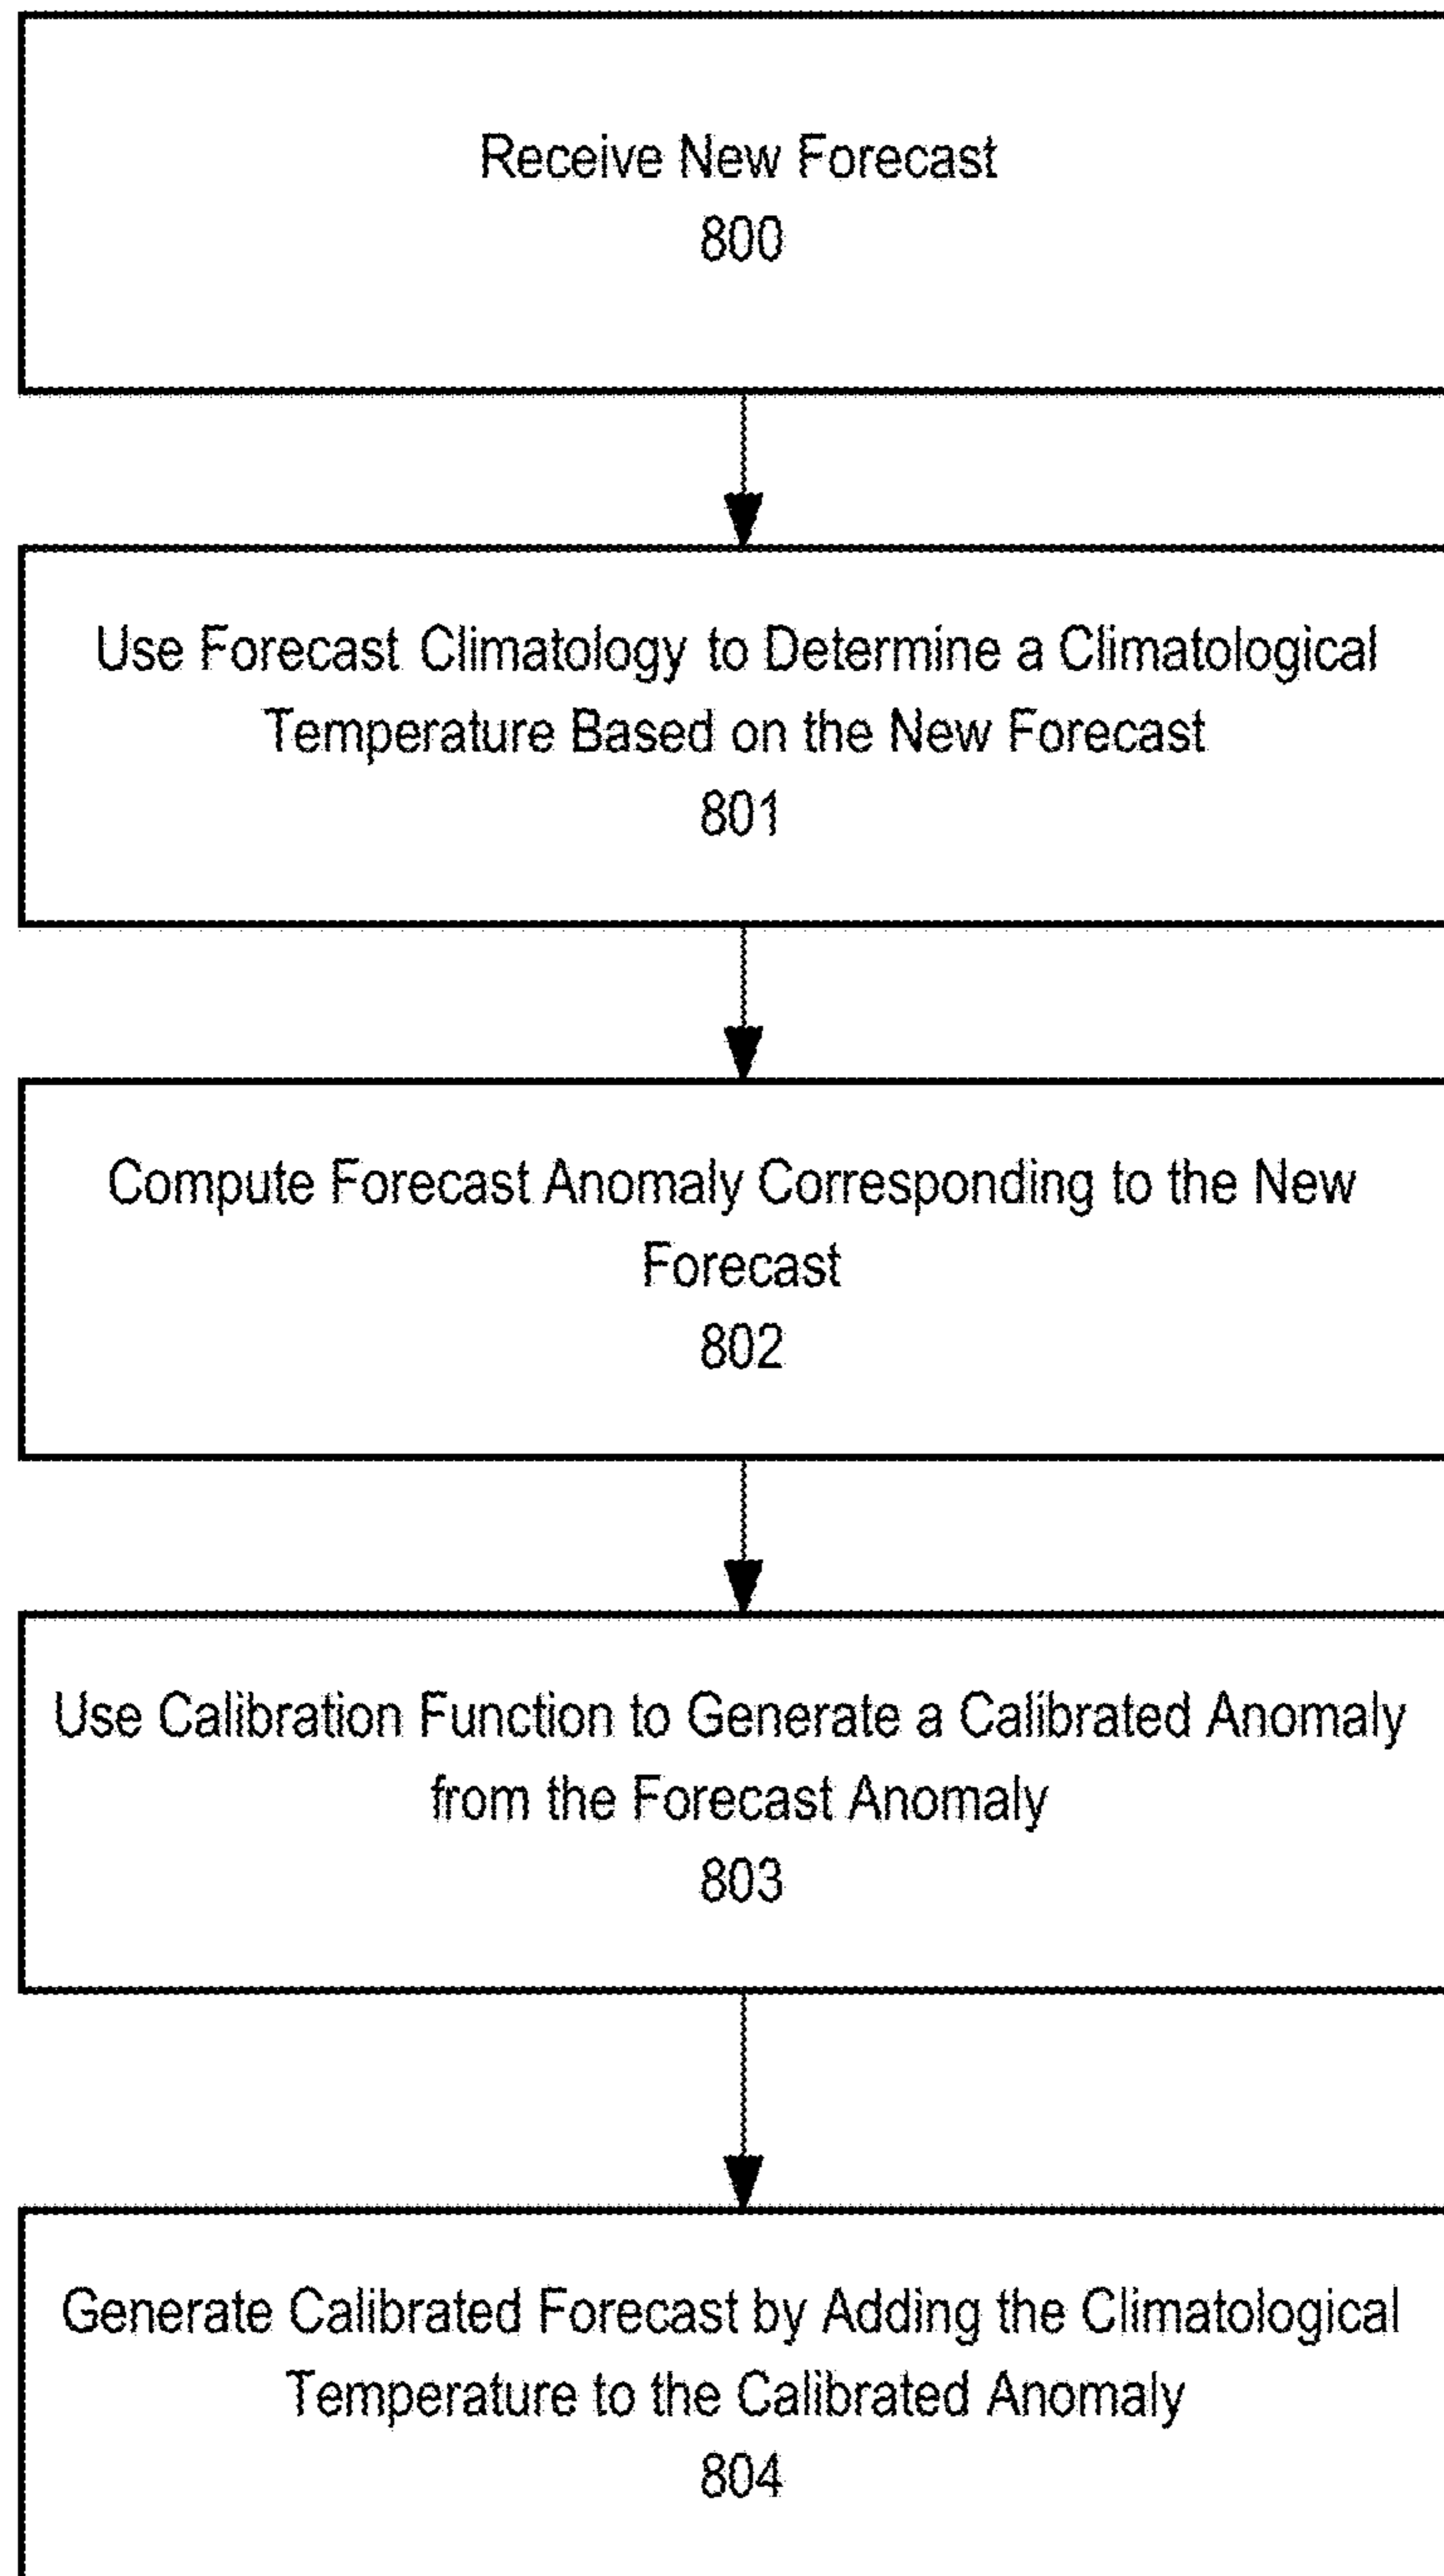 Receive New Forecast
800
Use Forecast Climatology to Determine a Climatological
Temperature Based on the New Forecast
801
Compute Forecast Anomaly Corresponding to the New
Forecast
802
Use Calibration Function to Generate a Calibrated Anomaly
from the Forecast Anomaly
803
Generate Calibrated Forecast by Adding the Climatological
Temperature to the Calibrated Anomaly
804